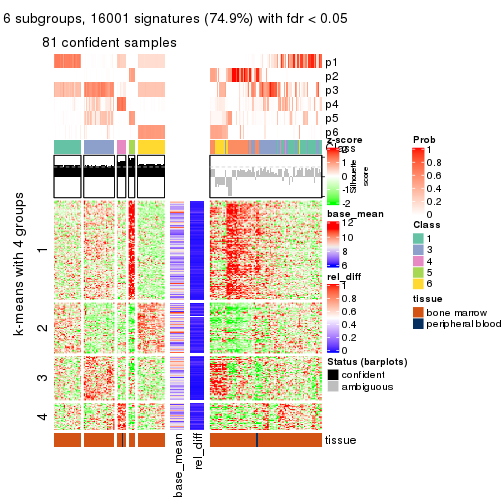 6 subgroups, 16001 signatures (74.9%) with fdr < 0.05
81 confident samples
p1
p2
p3
p4
p5
p6
Class
Silhouette
score
k-means with 4 groups
1
2
3
4
tissue
base_mean
rel_diff
z-score
2
1
0
-1
-2
base_mean
12
10
8
6
rel_diff
1
0.8
0.6
0.4
0.2
0
Status (barplots)
confident
ambiguous
Prob
1
0.8
0.6
0.4
0.2
0
Class
1
3
4
5
6
tissue
bone marrow
peripheral blood